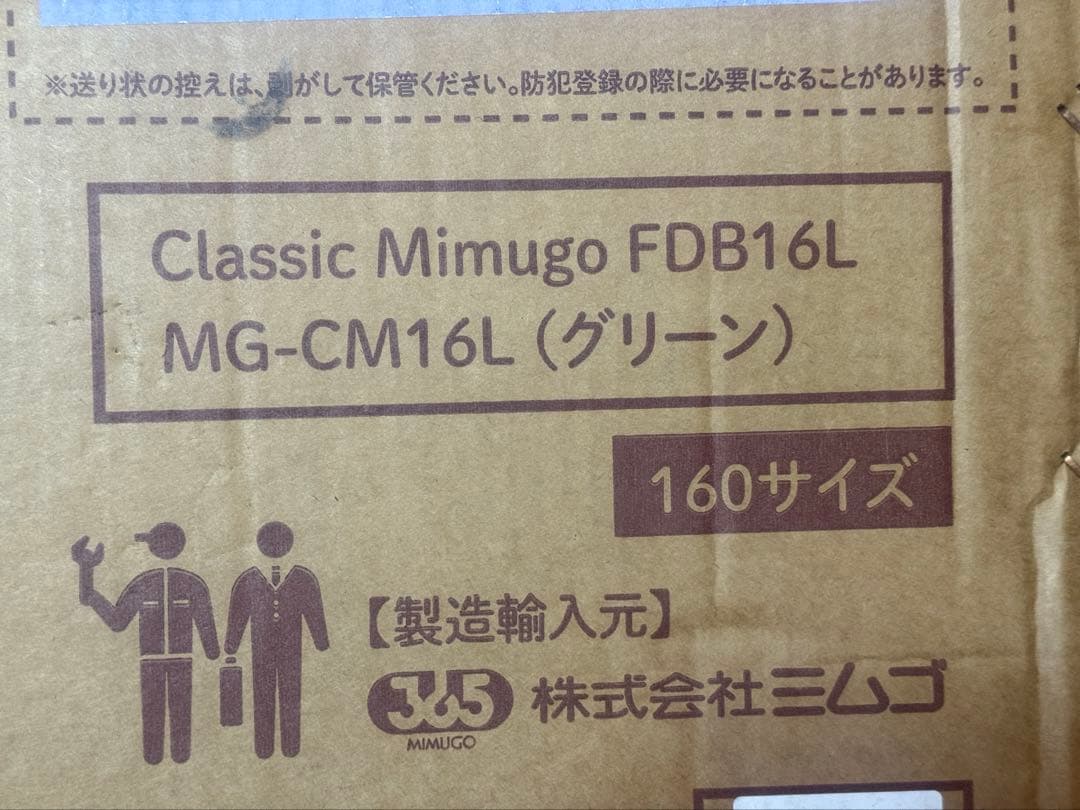 ※送り状の控えは、剥がして保管ください。防犯登録の際に必要になることがあります。
Classic Mimugo FDB16L
MG-CM16L（グリーン）
160サイズ
【製造輸入元】
365 株式会社ミムゴ
MIMUGO